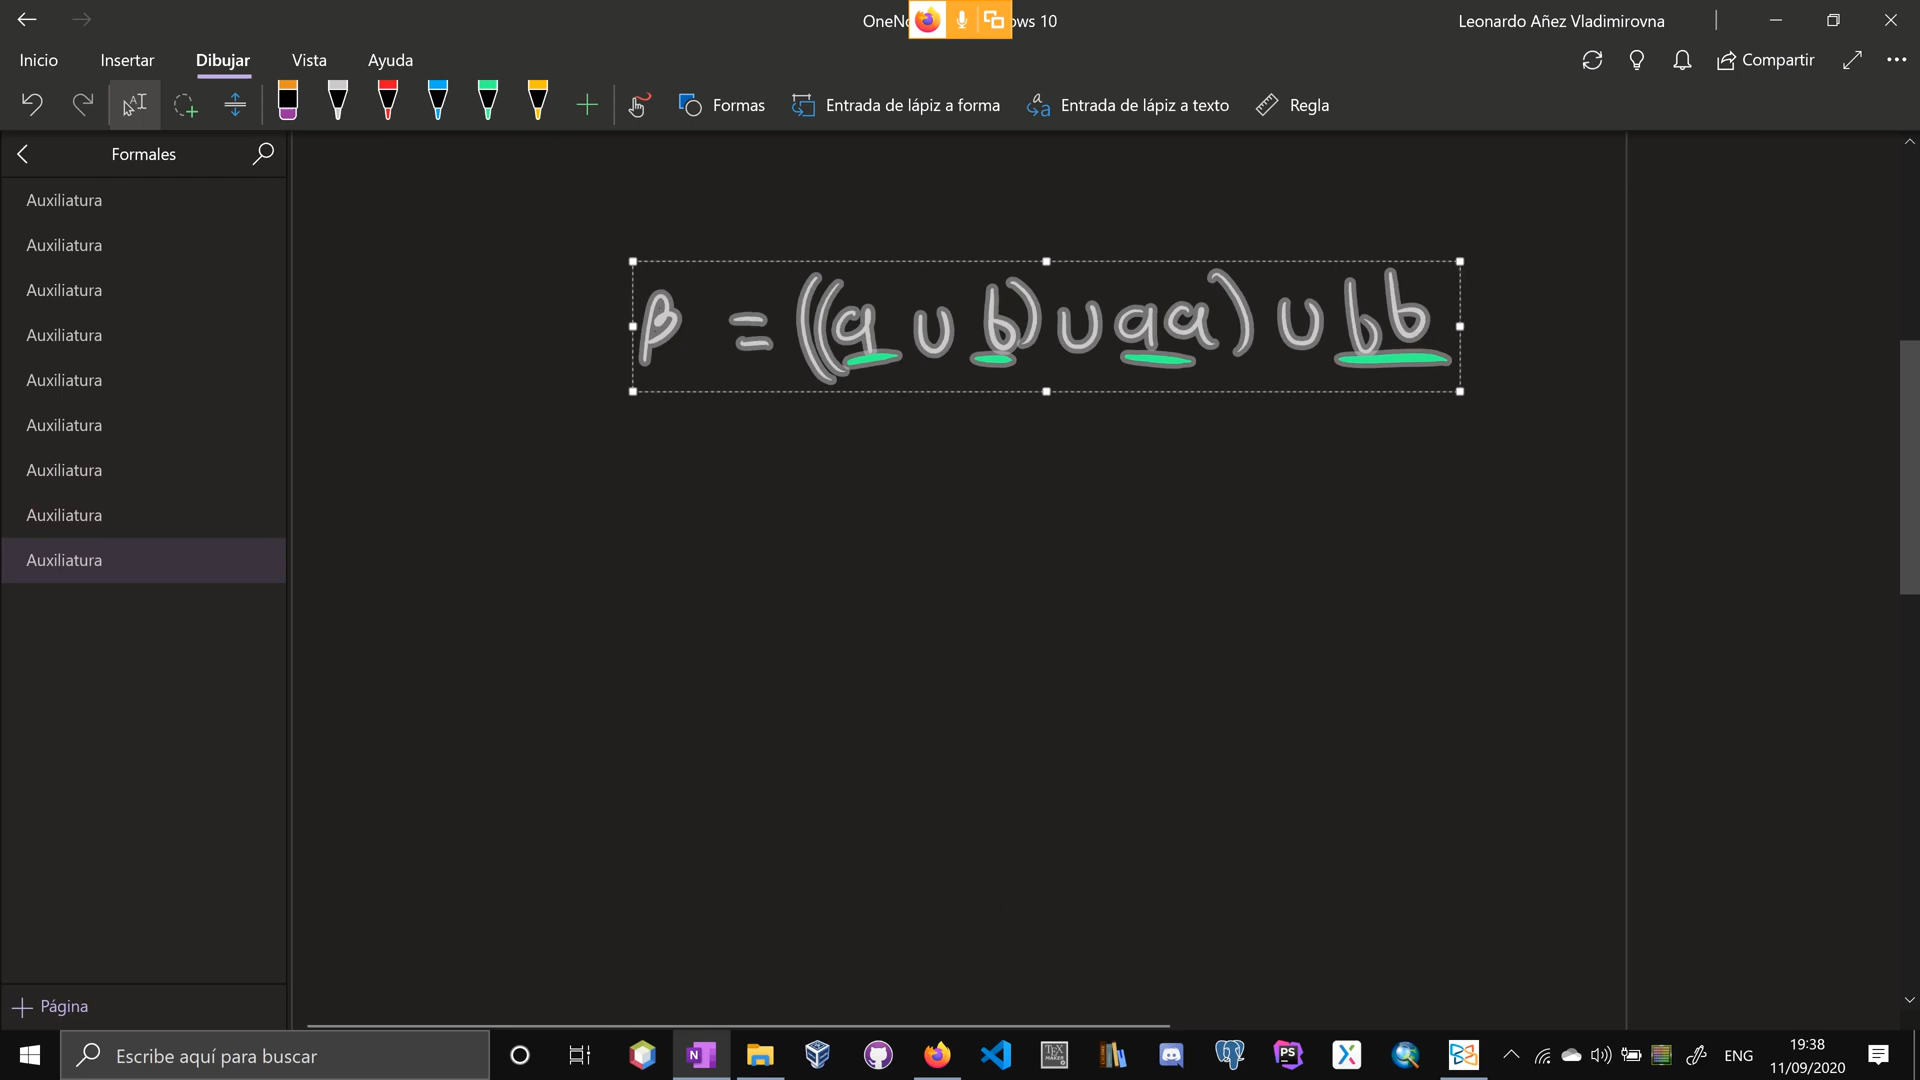 OneNo
ows 10
Leonardo Añez Vladimirovna
Inicio
Insertar
Dibujar
Vista
Ayuda
Compartir
Formas
Entrada de lápiz a forma
Entrada de lápiz a texto
Regla
Formales
Auxiliatura
Auxiliatura
Auxiliatura
Auxiliatura
Auxiliatura
Auxiliatura
Auxiliatura
Auxiliatura
Auxiliatura
β = ((a ∪ b) ∪ aa) ∪ bb
Página
Escribe aquí para buscar
ENG
19:38
11/09/2020